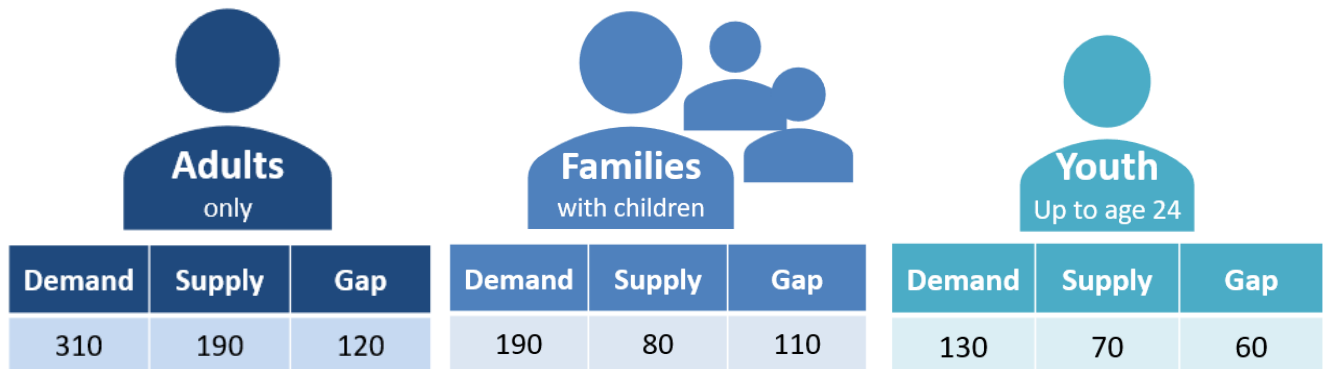 Adults
only
Families
with children
Youth
Up to age 24
Demand Supply Gap
310 190 120
Demand Supply Gap
190 80 110
Demand Supply Gap
130 70 60